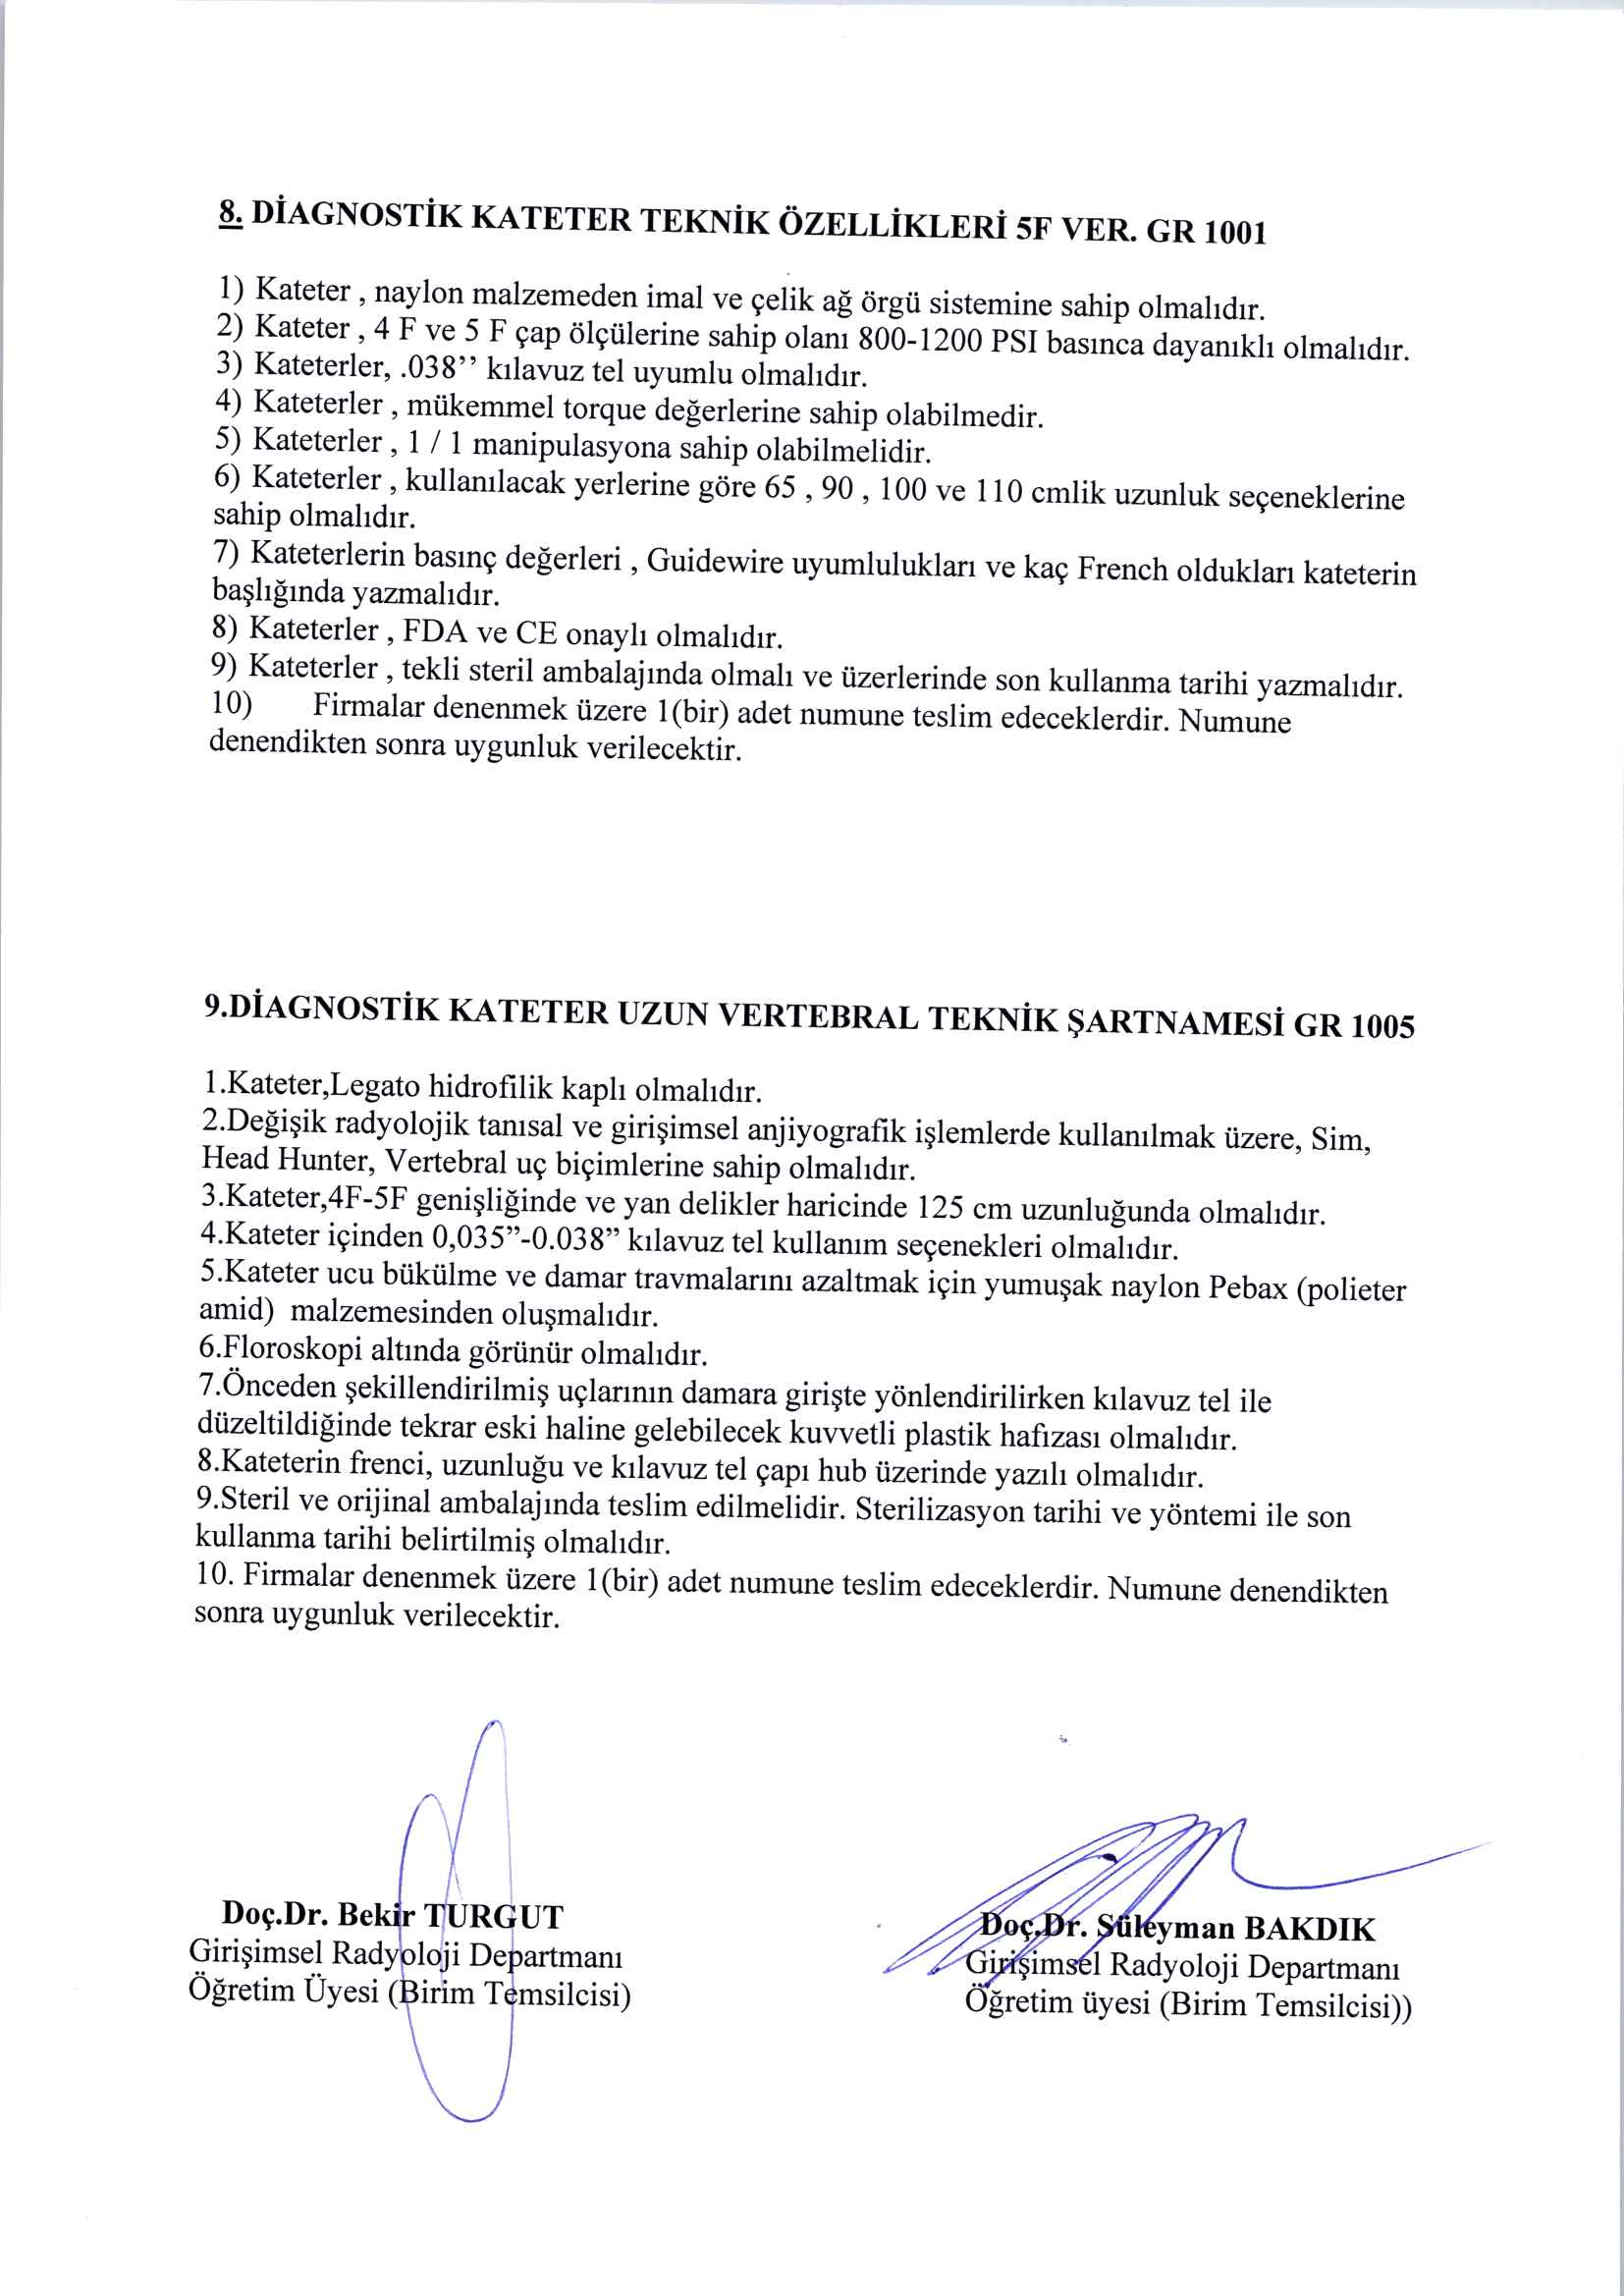 8. DİAGNOSTİK KATETER TEKNİK ÖZELLİKLERİ 5F VER. GR 1001
1) Kateter , naylon malzemeden imal ve çelik ağ örgü sistemine sahip olmalıdır.
2) Kateter , 4 F ve 5 F çap ölçülerine sahip olanı 800-1200 PSI basınca dayanıklı olmalıdır.
3) Kateterler, .038’’ kılavuz tel uyumlu olmalıdır.
4) Kateterler , mükemmel torque değerlerine sahip olabilmedir.
5) Kateterler , 1 / 1 manipulasyona sahip olabilmelidir.
6) Kateterler , kullanılacak yerlerine göre 65 , 90 , 100 ve 110 cmlik uzunluk seçeneklerine
sahip olmalıdır.
7) Kateterlerin basınç değerleri , Guidewire uyumlulukları ve kaç French oldukları kateterin
başlığında yazmalıdır.
8) Kateterler , FDA ve CE onaylı olmalıdır.
9) Kateterler , tekli steril ambalajında olmalı ve üzerlerinde son kullanma tarihi yazmalıdır.
10) Firmalar denenmek üzere 1(bir) adet numune teslim edeceklerdir. Numune
denendikten sonra uygunluk verilecektir.
9.DİAGNOSTİK KATETER UZUN VERTEBRAL TEKNİK ŞARTNAMESİ GR 1005
1.Kateter,Legato hidrofilik kaplı olmalıdır.
2.Değişik radyolojik tanısal ve girişimsel anjiyografik işlemlerde kullanılmak üzere, Sim,
Head Hunter, Vertebral uç biçimlerine sahip olmalıdır.
3.Kateter,4F-5F genişliğinde ve yan delikler haricinde 125 cm uzunluğunda olmalıdır.
4.Kateter içinden 0,035”-0.038” kılavuz tel kullanım seçenekleri olmalıdır.
5.Kateter ucu bükülme ve damar travmalarını azaltmak için yumuşak naylon Pebax (polieter
amid) malzemesinden oluşmalıdır.
6.Floroskopi altında görünür olmalıdır.
7.Önceden şekillendirilmiş uçlarının damara girişte yönlendirilirken kılavuz tel ile
düzeltildiğinde tekrar eski haline gelebilecek kuvvetli plastik hafızası olmalıdır.
8.Kateterin frenci, uzunluğu ve kılavuz tel çapı hub üzerinde yazılı olmalıdır.
9.Steril ve orijinal ambalajında teslim edilmelidir. Sterilizasyon tarihi ve yöntemi ile son
kullanma tarihi belirtilmiş olmalıdır.
10. Firmalar denenmek üzere 1(bir) adet numune teslim edeceklerdir. Numune denendikten
sonra uygunluk verilecektir.
Doç.Dr. Bekir TURGUT
Girişimsel Radyoloji Departmanı
Öğretim Üyesi (Birim Temsilcisi)
Doç.Dr. Süleyman BAKDIK
Girişimsel Radyoloji Departmanı
Öğretim üyesi (Birim Temsilcisi))